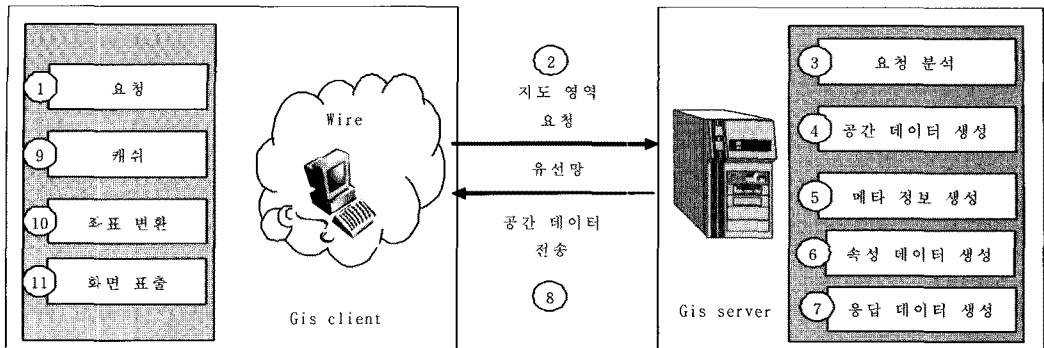 1 요청
9 캐쉬
10 좌표 변환
11 화면 표출
Wire
Gis client
2
지도 영역
요청
유선망
공간 데이터
전송
8
Gis server
3 요청 분석
4 공간 데이터 생성
5 메타 정보 생성
6 속성 데이터 생성
7 응답 데이터 생성